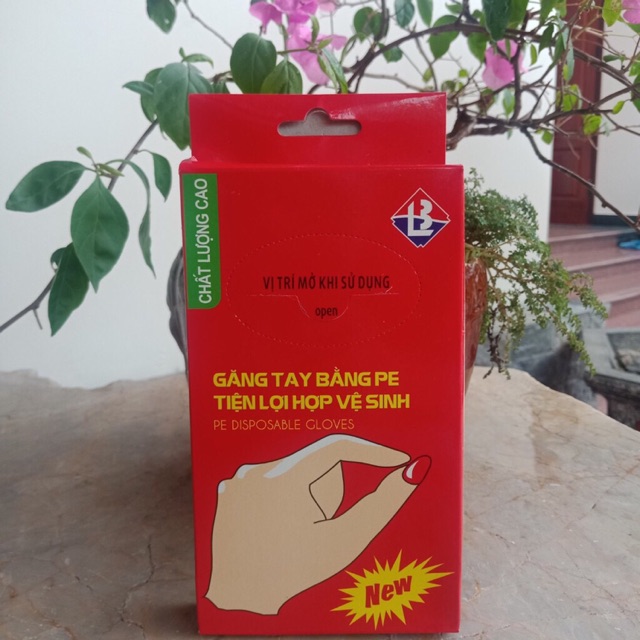 CHẤT LƯỢNG CAO
LB
VỊ TRÍ MỞ KHI SỬ DỤNG
open
GĂNG TAY BẰNG PE
TIỆN LỢI HỢP VỆ SINH
PE DISPOSABLE GLOVES
New